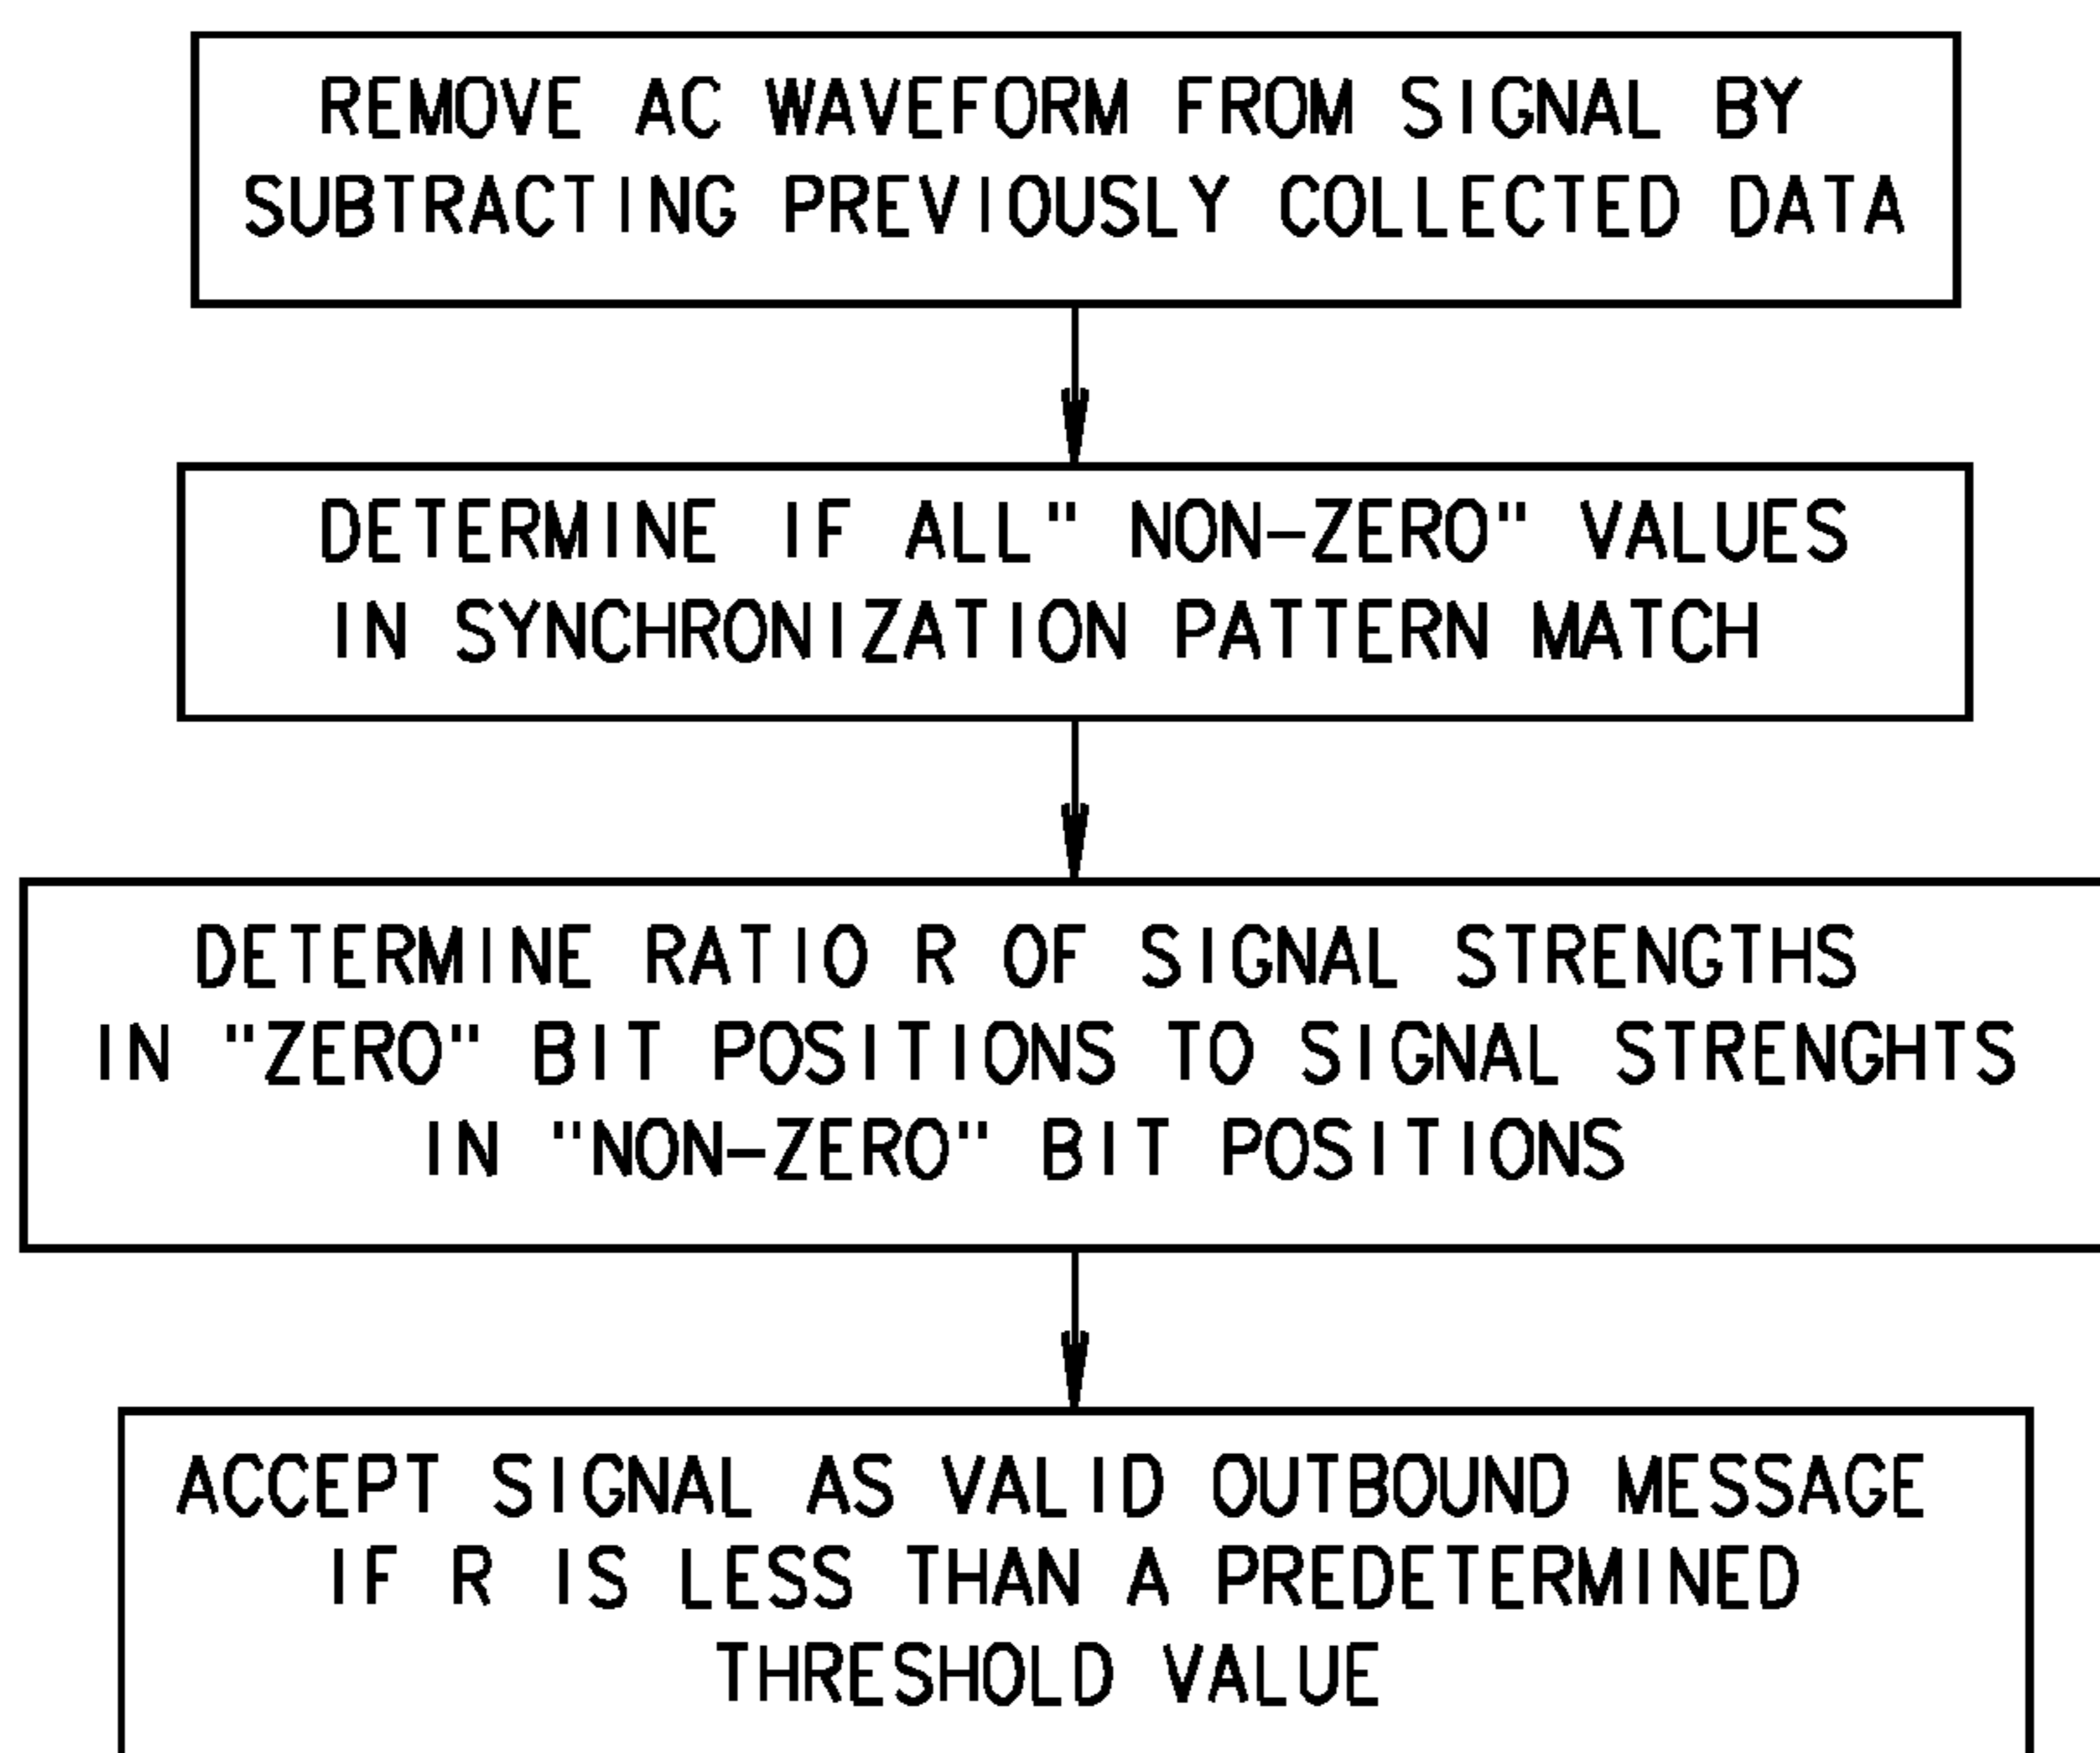 REMOVE AC WAVEFORM FROM SIGNAL BY
SUBTRACTING PREVIOUSLY COLLECTED DATA
DETERMINE IF ALL" NON-ZERO" VALUES
IN SYNCHRONIZATION PATTERN MATCH
DETERMINE RATIO R OF SIGNAL STRENGTHS
IN "ZERO" BIT POSITIONS TO SIGNAL STRENGHTS
IN "NON-ZERO" BIT POSITIONS
ACCEPT SIGNAL AS VALID OUTBOUND MESSAGE
IF R IS LESS THAN A PREDETERMINED
THRESHOLD VALUE